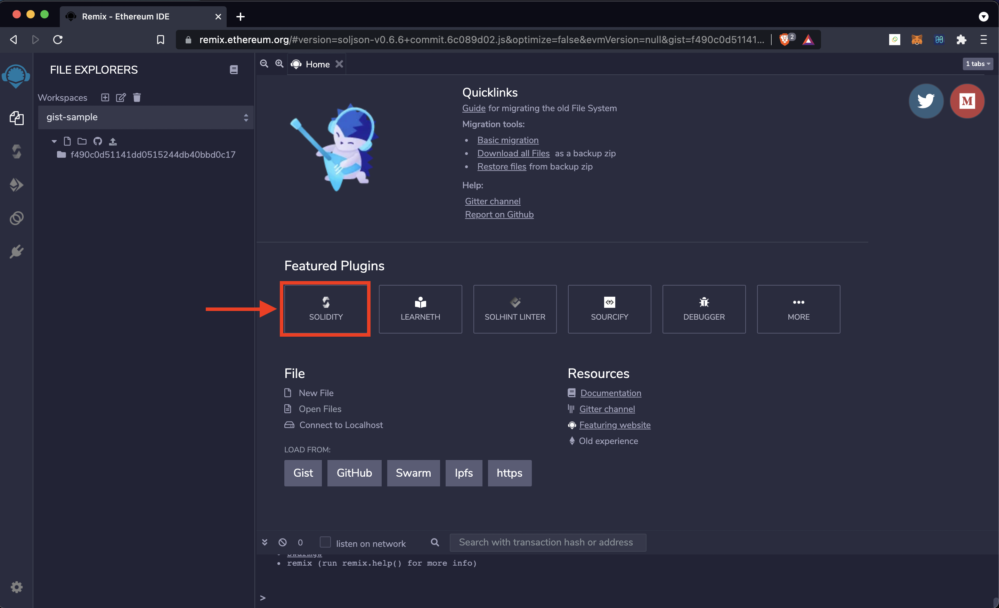 Remix - Ethereum IDE
remix.ethereum.org/#version=soljson-v0.6.6+commit.6c089d02.js&optimize=false&evmVersion=null&gist=f490c0d51141...
2
FILE EXPLORERS
Home
1 tabs
Workspaces
gist-sample
f490c0d51141dd0515244db40bbd0c17
Quicklinks
Guide for migrating the old File System
Migration tools:
• Basic migration
• Download all Files as a backup zip
• Restore files from backup zip
Help:
Gitter channel
Report on Github
M
Featured Plugins
SOLIDITY
LEARNETH
SOLHINT LINTER
SOURCIFY
DEBUGGER
MORE
File
New File
Open Files
Connect to Localhost
LOAD FROM:
Gist
GitHub
Swarm
Ipfs
https
Resources
Documentation
Gitter channel
Featuring website
Old experience
0
listen on network
Search with transaction hash or address
• swarmgw
• remix (run remix.help() for more info)
>